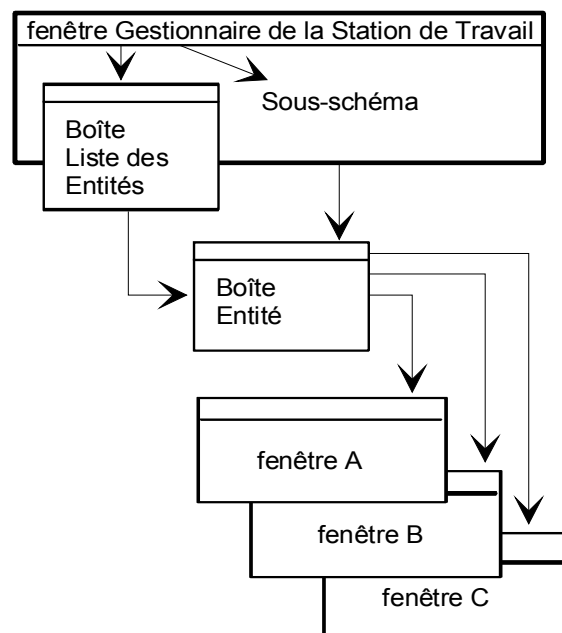 fenêtre Gestionnaire de la Station de Travail
Sous-schéma
Boîte
Liste des
Entités
Boîte
Entité
fenêtre A
fenêtre B
fenêtre C